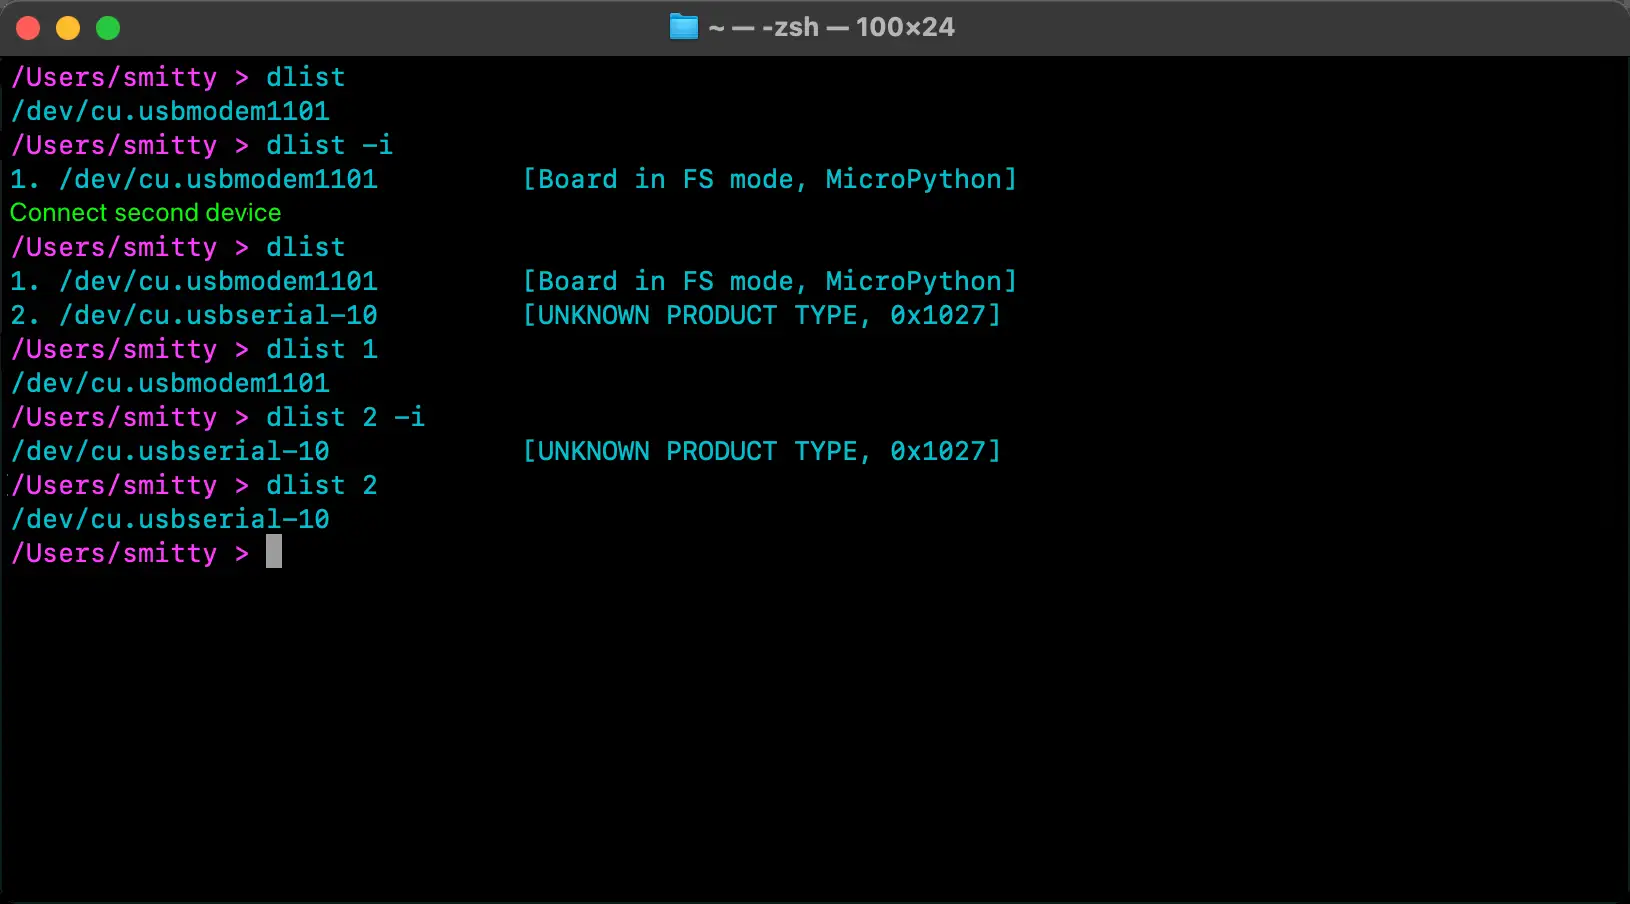 ~ — -zsh — 100×24
/Users/smitty > dlist
/dev/cu.usbmodem1101
/Users/smitty > dlist -i
1. /dev/cu.usbmodem1101         [Board in FS mode, MicroPython]
Connect second device
/Users/smitty > dlist
1. /dev/cu.usbmodem1101         [Board in FS mode, MicroPython]
2. /dev/cu.usbserial-10         [UNKNOWN PRODUCT TYPE, 0x1027]
/Users/smitty > dlist 1
/dev/cu.usbmodem1101
/Users/smitty > dlist 2 -i
/dev/cu.usbserial-10            [UNKNOWN PRODUCT TYPE, 0x1027]
/Users/smitty > dlist 2
/dev/cu.usbserial-10
/Users/smitty >